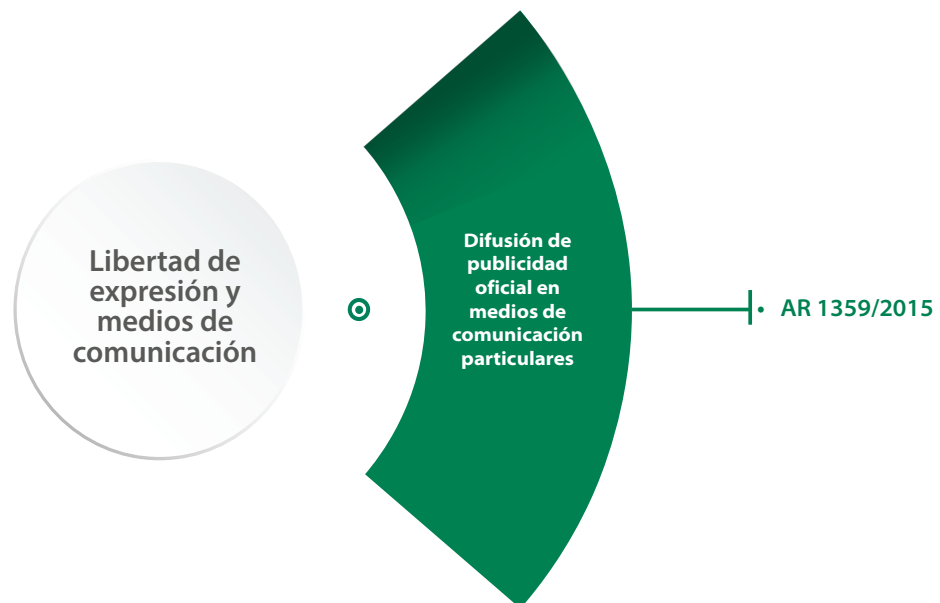 Libertad de
expresión y
medios de
comunicación
Difusión de
publicidad
oficial en
medios de
comunicación
particulares
AR 1359/2015